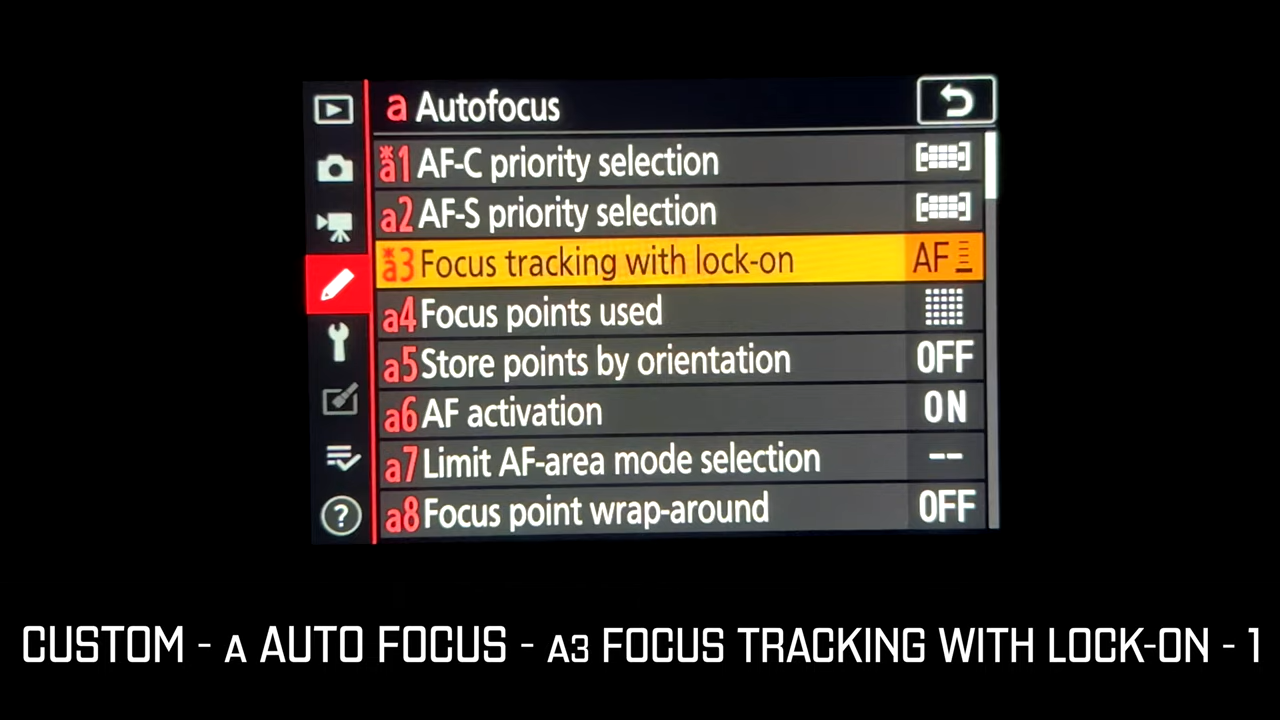 a Autofocus
*a1 AF-C priority selection
a2 AF-S priority selection
*a3 Focus tracking with lock-on AF
a4 Focus points used
a5 Store points by orientation OFF
a6 AF activation ON
a7 Limit AF-area mode selection --
a8 Focus point wrap-around OFF
?
CUSTOM - A AUTO FOCUS - A3 FOCUS TRACKING WITH LOCK-ON - 1